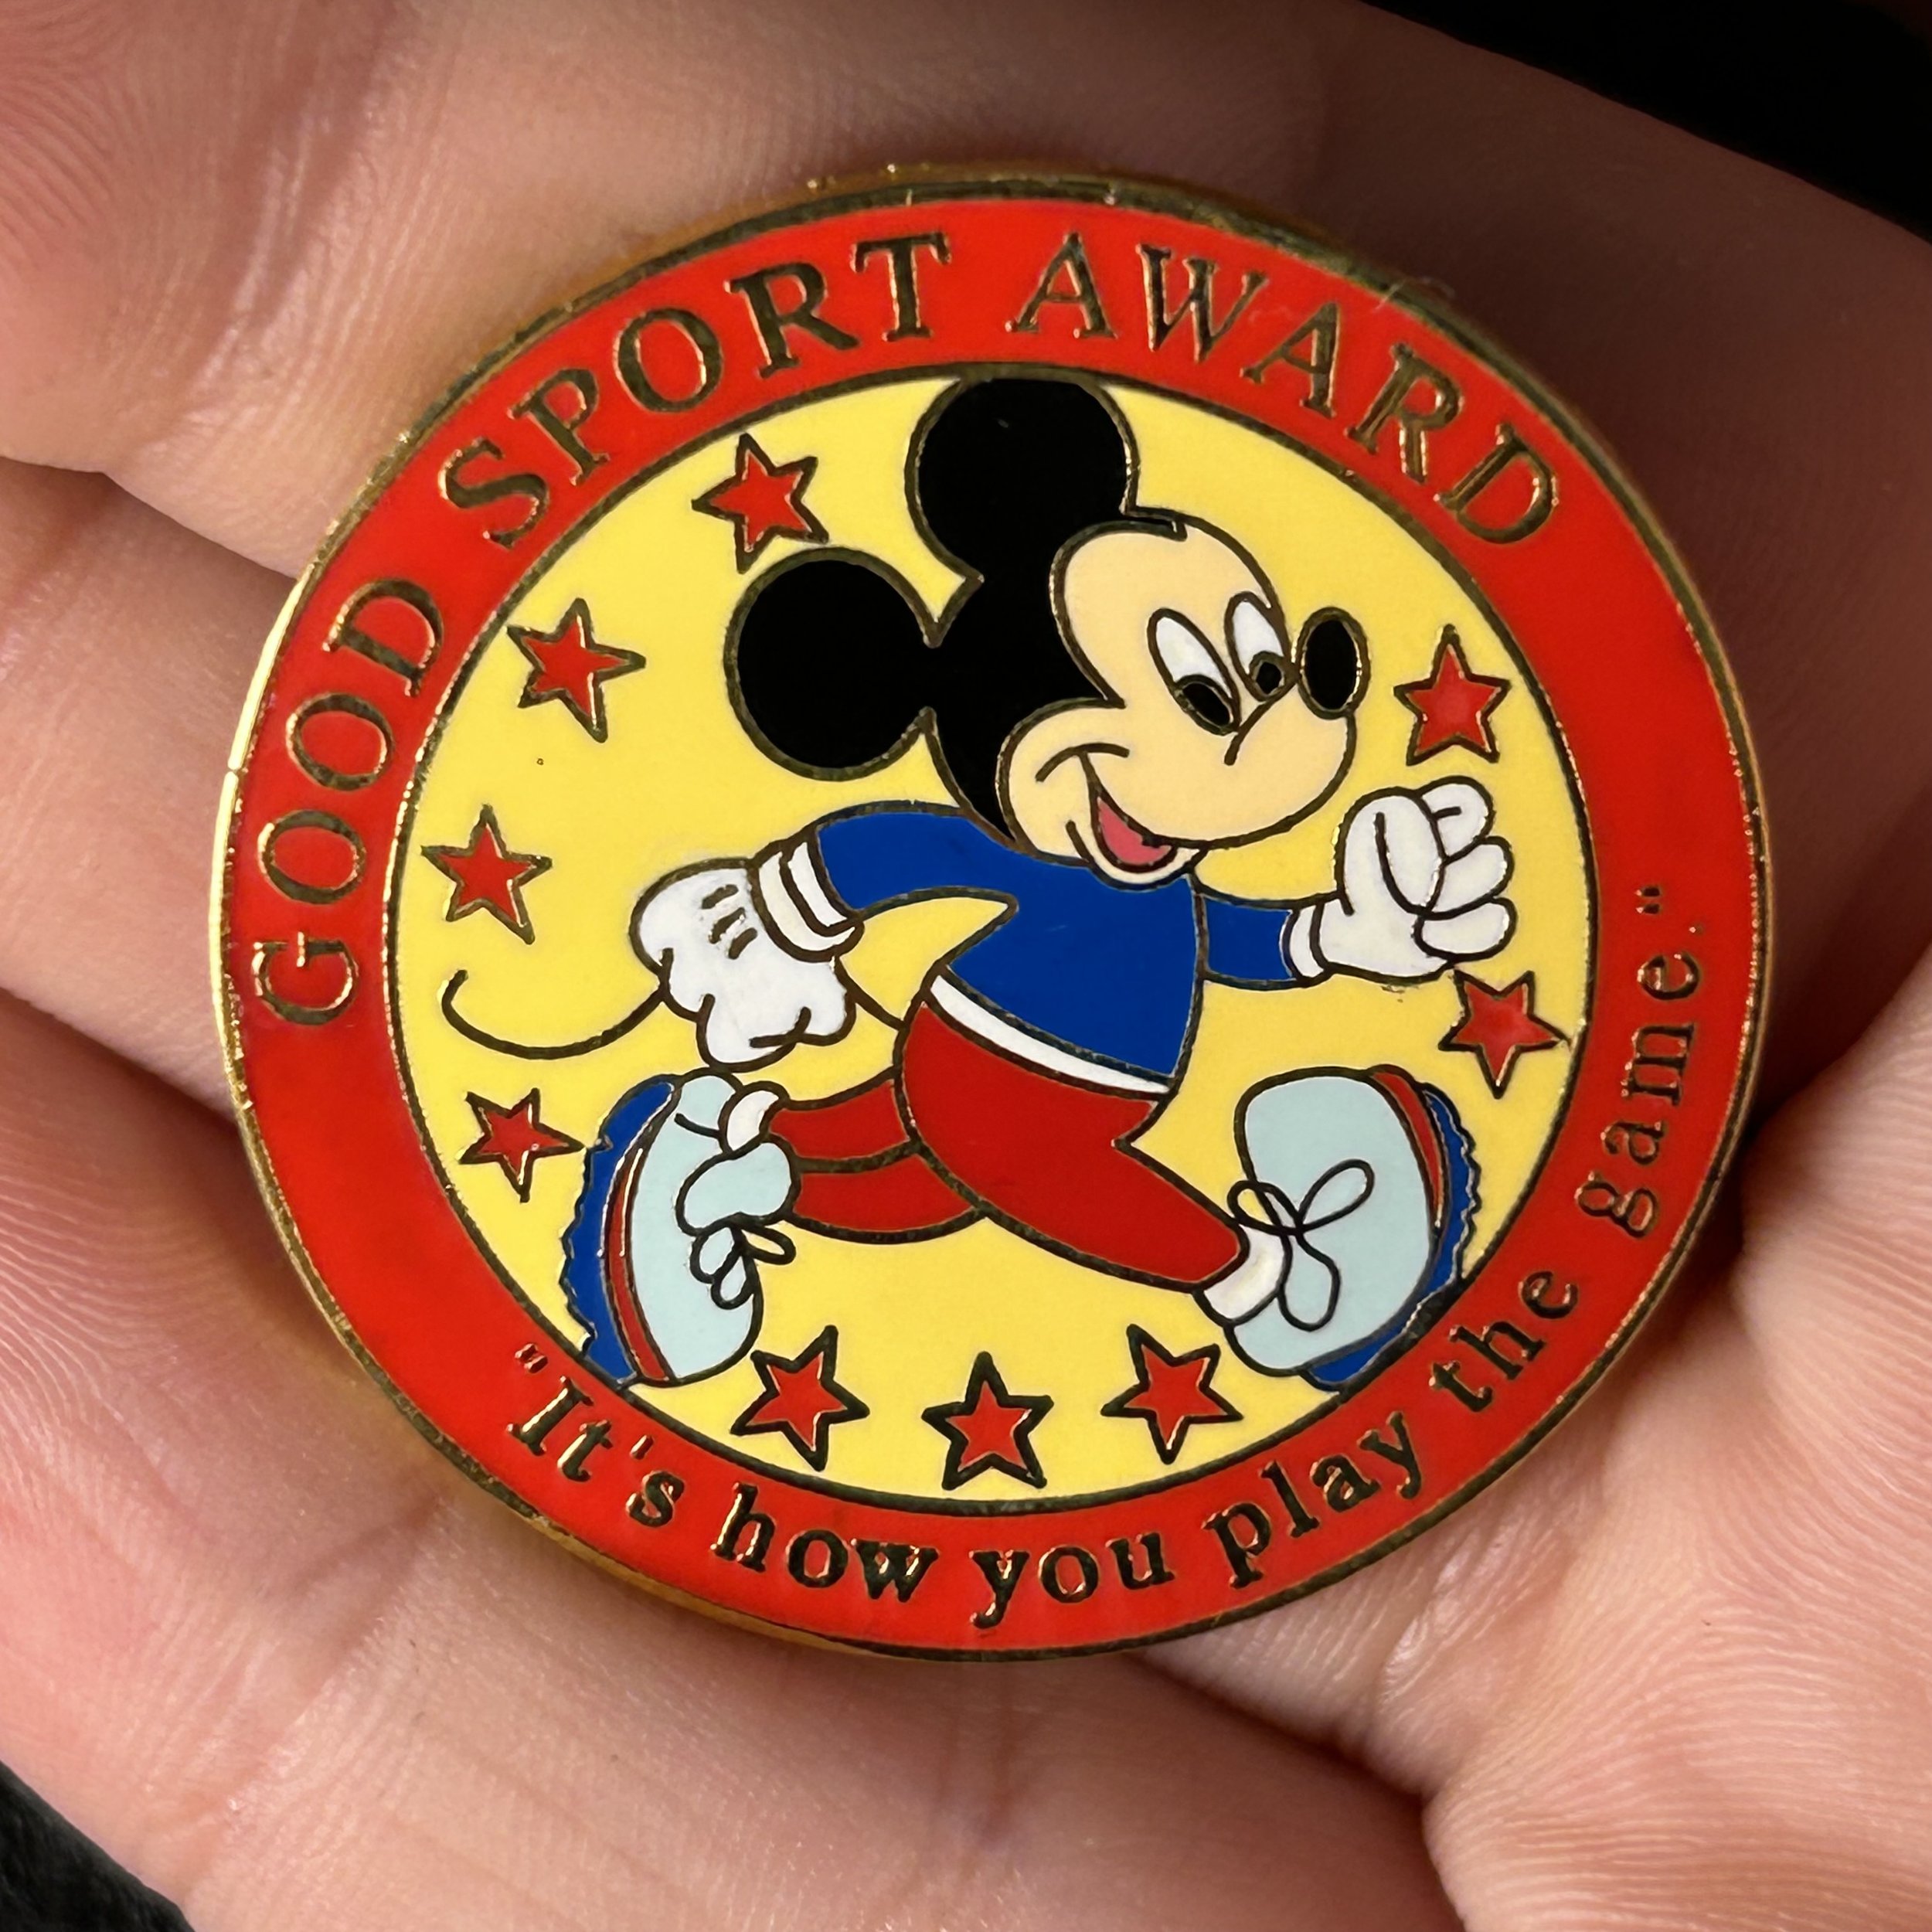 GOOD SPORT AWARD
"It's how you play the game."